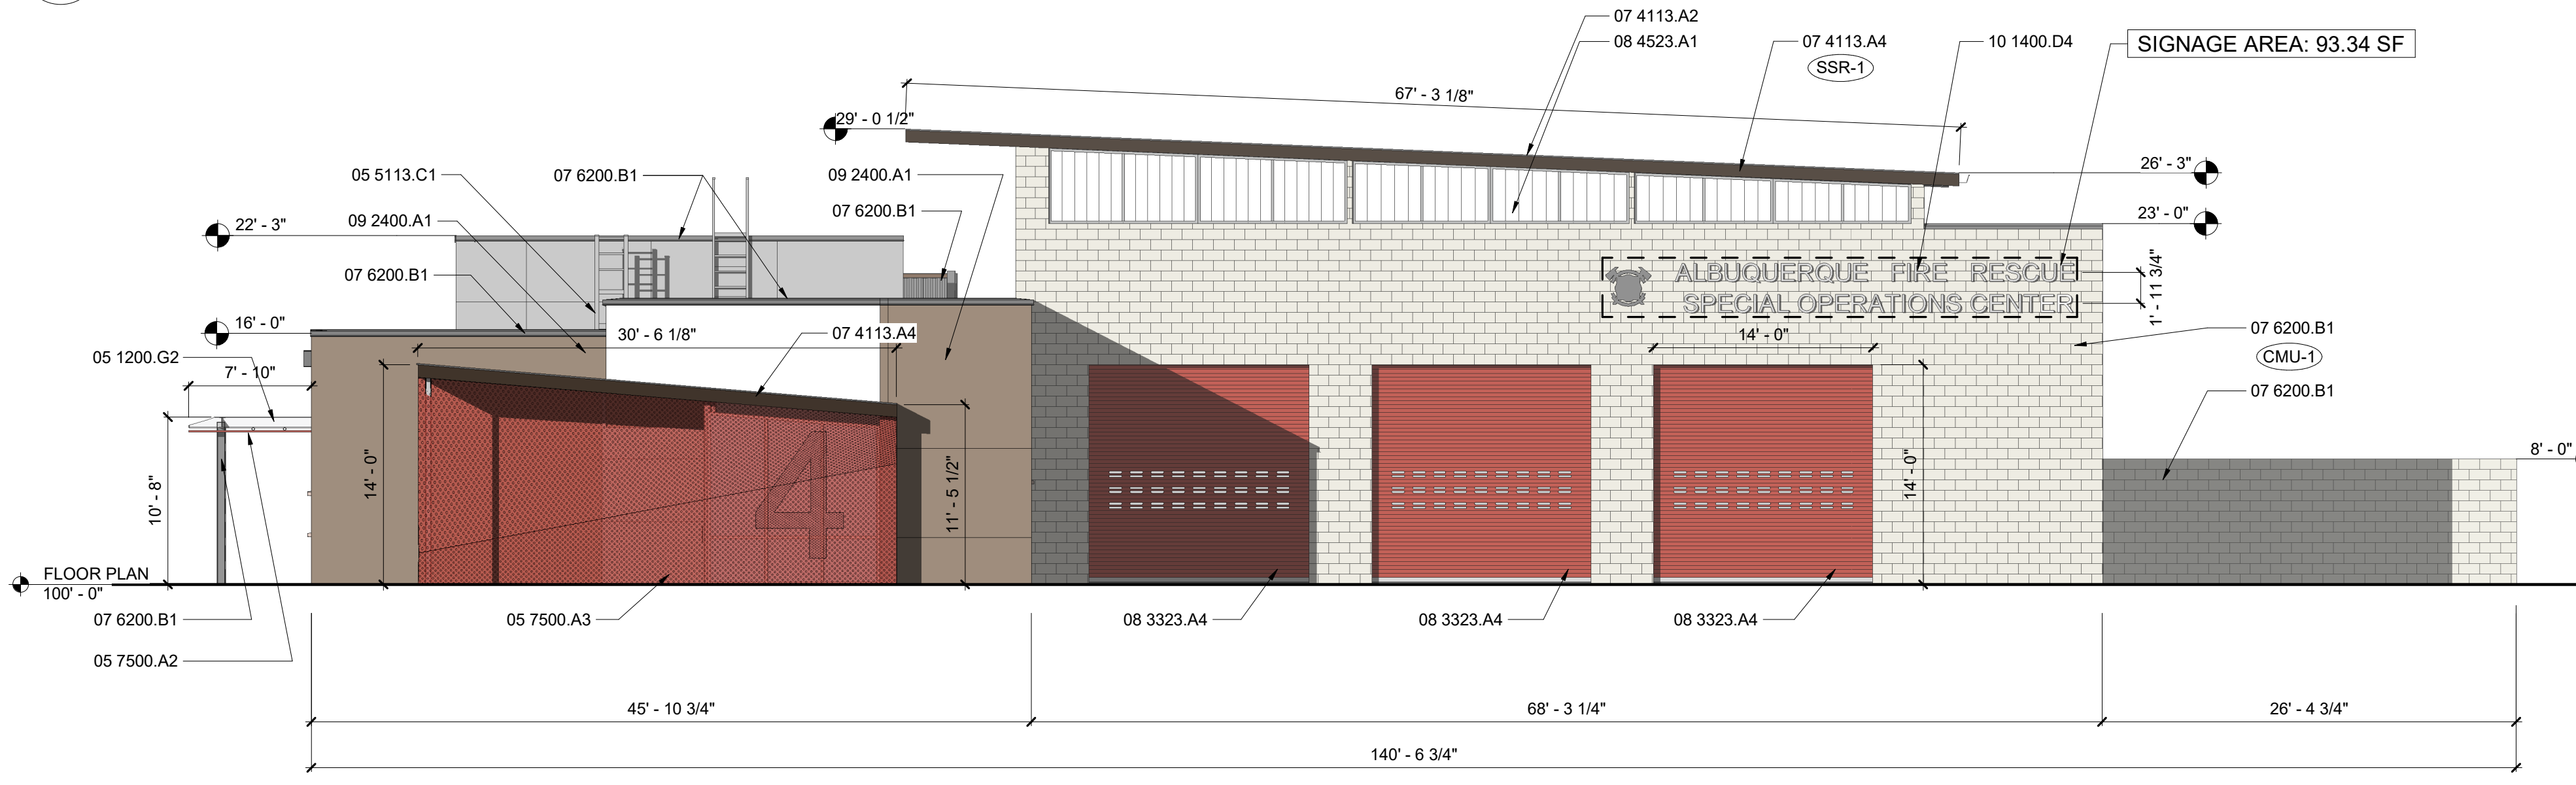 07 4113.A2
08 4523.A1
07 4113.A4
SSR-1
10 1400.D4
SIGNAGE AREA: 93.34 SF
67' - 3 1/8"
29' - 0 1/2"
26' - 3"
05 5113.C1
07 6200.B1
09 2400.A1
09 2400.A1
07 6200.B1
22' - 3"
23' - 0"
07 6200.B1
ALBUQUERQUE FIRE RESCUE
SPECIAL OPERATIONS CENTER
1' - 11 3/4"
16' - 0"
30' - 6 1/8"
07 4113.A4
14' - 0"
07 6200.B1
CMU-1
05 1200.G2
7' - 10"
07 6200.B1
8' - 0"
10' - 8"
14' - 0"
4
11' - 5 1/2"
14' - 0"
FLOOR PLAN
100' - 0"
07 6200.B1
05 7500.A3
08 3323.A4
08 3323.A4
08 3323.A4
05 7500.A2
45' - 10 3/4"
68' - 3 1/4"
26' - 4 3/4"
140' - 6 3/4"